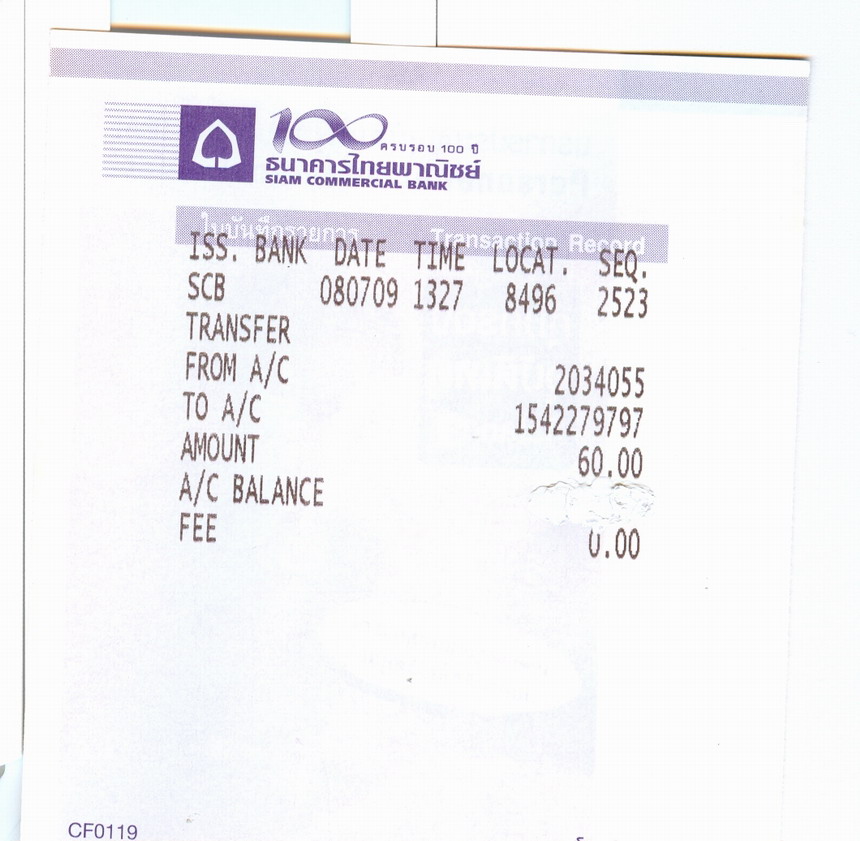 100 ครบรอบ 100 ปี
ธนาคารไทยพาณิชย์
SIAM COMMERCIAL BANK
ใบบันทึกรายการ Transaction Record
ISS. BANK DATE TIME LOCAT. SEQ.
SCB 080709 1327 8496 2523
TRANSFER
FROM A/C 2034055
TO A/C 1542279797
AMOUNT 60.00
A/C BALANCE
FEE 0.00
CF0119